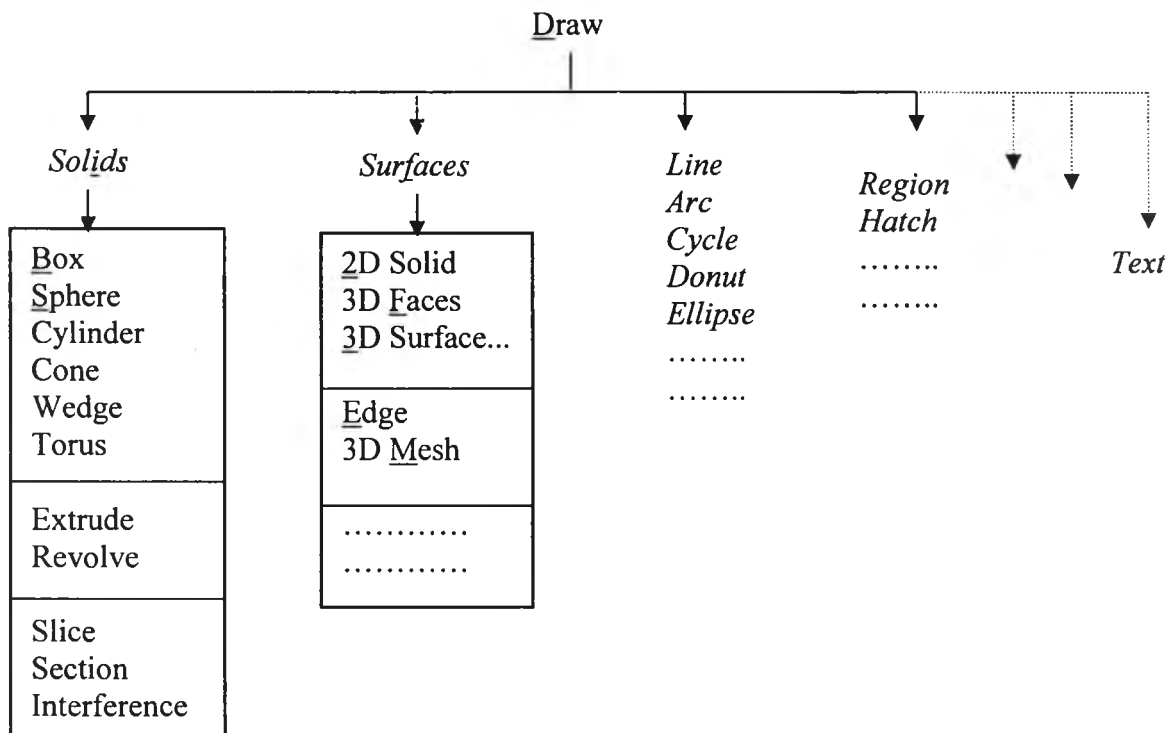 Draw
Solids
Box
Sphere
Cylinder
Cone
Wedge
Torus
Extrude
Revolve
Slice
Section
Interference
Surfaces
2D Solid
3D Faces
3D Surface...
Edge
3D Mesh
............
............
Line
Arc
Cycle
Donut
Ellipse
........
........
Region
Hatch
........
........
Text